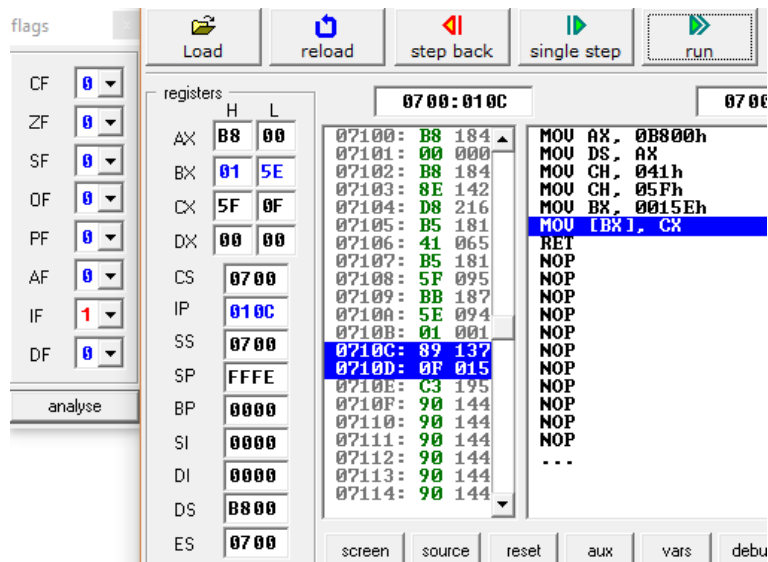 flags
Load reload step back single step run
CF 0
ZF 0
SF 0
OF 0
PF 0
AF 0
IF 1
DF 0
analyse
registers
H L
AX B8 00
BX 01 5E
CX 5F 0F
DX 00 00
CS 0700
IP 010C
SS 0700
SP FFFE
BP 0000
SI 0000
DI 0000
DS B800
ES 0700
0700:010C
0700
07100: B8 184
07101: 00 000
07102: B8 184
07103: 8E 142
07104: D8 216
07105: B5 181
07106: 41 065
07107: B5 181
07108: 5F 095
07109: BB 187
0710A: 5E 094
0710B: 01 001
0710C: 89 137
0710D: 0F 015
0710E: C3 195
0710F: 90 144
07110: 90 144
07111: 90 144
07112: 90 144
07113: 90 144
07114: 90 144
MOV AX, 0B800h
MOV DS, AX
MOV CH, 041h
MOV CH, 05Fh
MOV BX, 0015Eh
MOV [BX], CX
RET
NOP
NOP
NOP
NOP
NOP
NOP
NOP
NOP
NOP
NOP
NOP
...
screen source reset aux vars debu